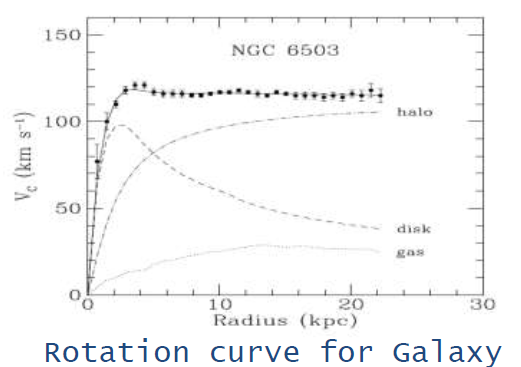 150
NGC 6503
halo
100
V_c (km s⁻¹)
50
disk
gas
0
0 10 20 30
Radius (kpc)
Rotation curve for Galaxy